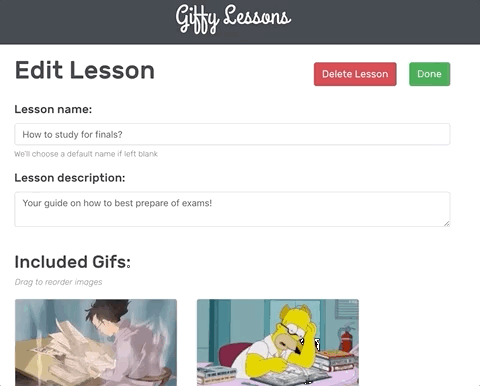 Giffy Lessons
Edit Lesson
Delete Lesson
Done
Lesson name:
How to study for finals?
We'll choose a default name if left blank
Lesson description:
Your guide on how to best prepare of exams!
Included Gifs:
Drag to reorder images